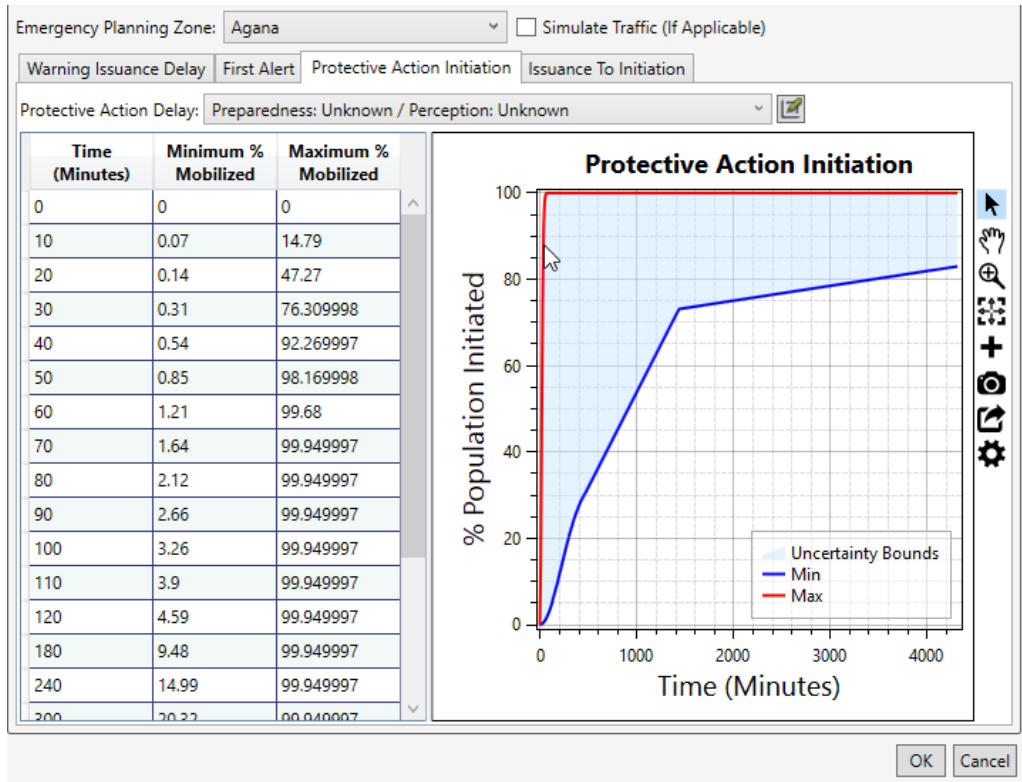 Emergency Planning Zone: Agana Simulate Traffic (If Applicable)
Warning Issuance Delay First Alert Protective Action Initiation Issuance To Initiation
Protective Action Delay: Preparedness: Unknown / Perception: Unknown
Time (Minutes) Minimum % Mobilized Maximum % Mobilized
0 0 0
10 0.07 14.79
20 0.14 47.27
30 0.31 76.309998
40 0.54 92.269997
50 0.85 98.169998
60 1.21 99.68
70 1.64 99.949997
80 2.12 99.949997
90 2.66 99.949997
100 3.26 99.949997
110 3.9 99.949997
120 4.59 99.949997
180 9.48 99.949997
240 14.99 99.949997
300 20.32 99.949997
Protective Action Initiation
% Population Initiated
100
80
60
40
20
0
0 1000 2000 3000 4000
Time (Minutes)
Uncertainty Bounds
Min
Max
OK Cancel